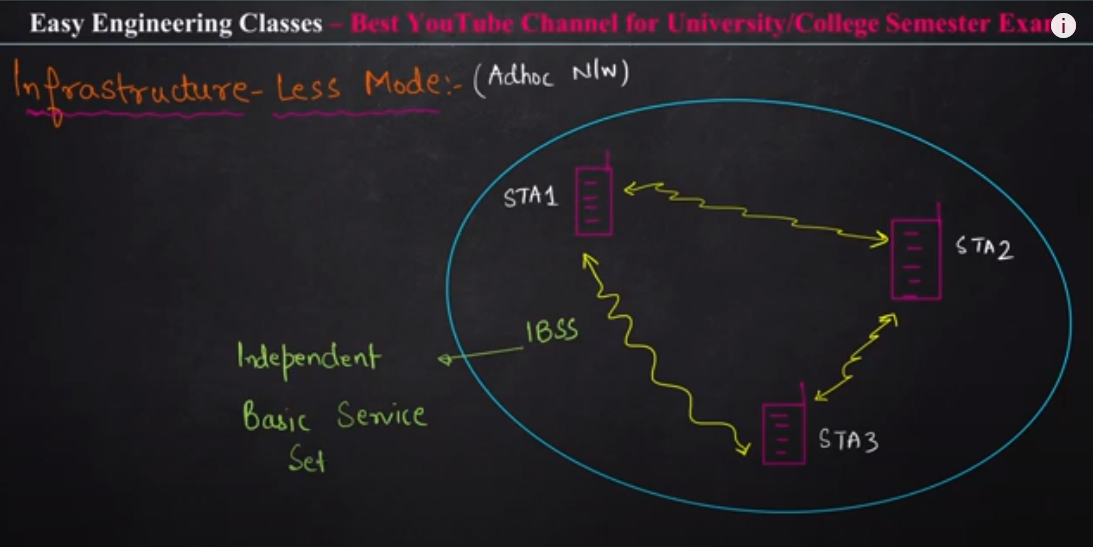 Easy Engineering Classes – Best YouTube Channel for University/College Semester Exa
Infrastructure-Less Mode:- (Adhoc N/w)
STA1
STA2
IBSS
Independent
Basic Service
Set
STA3